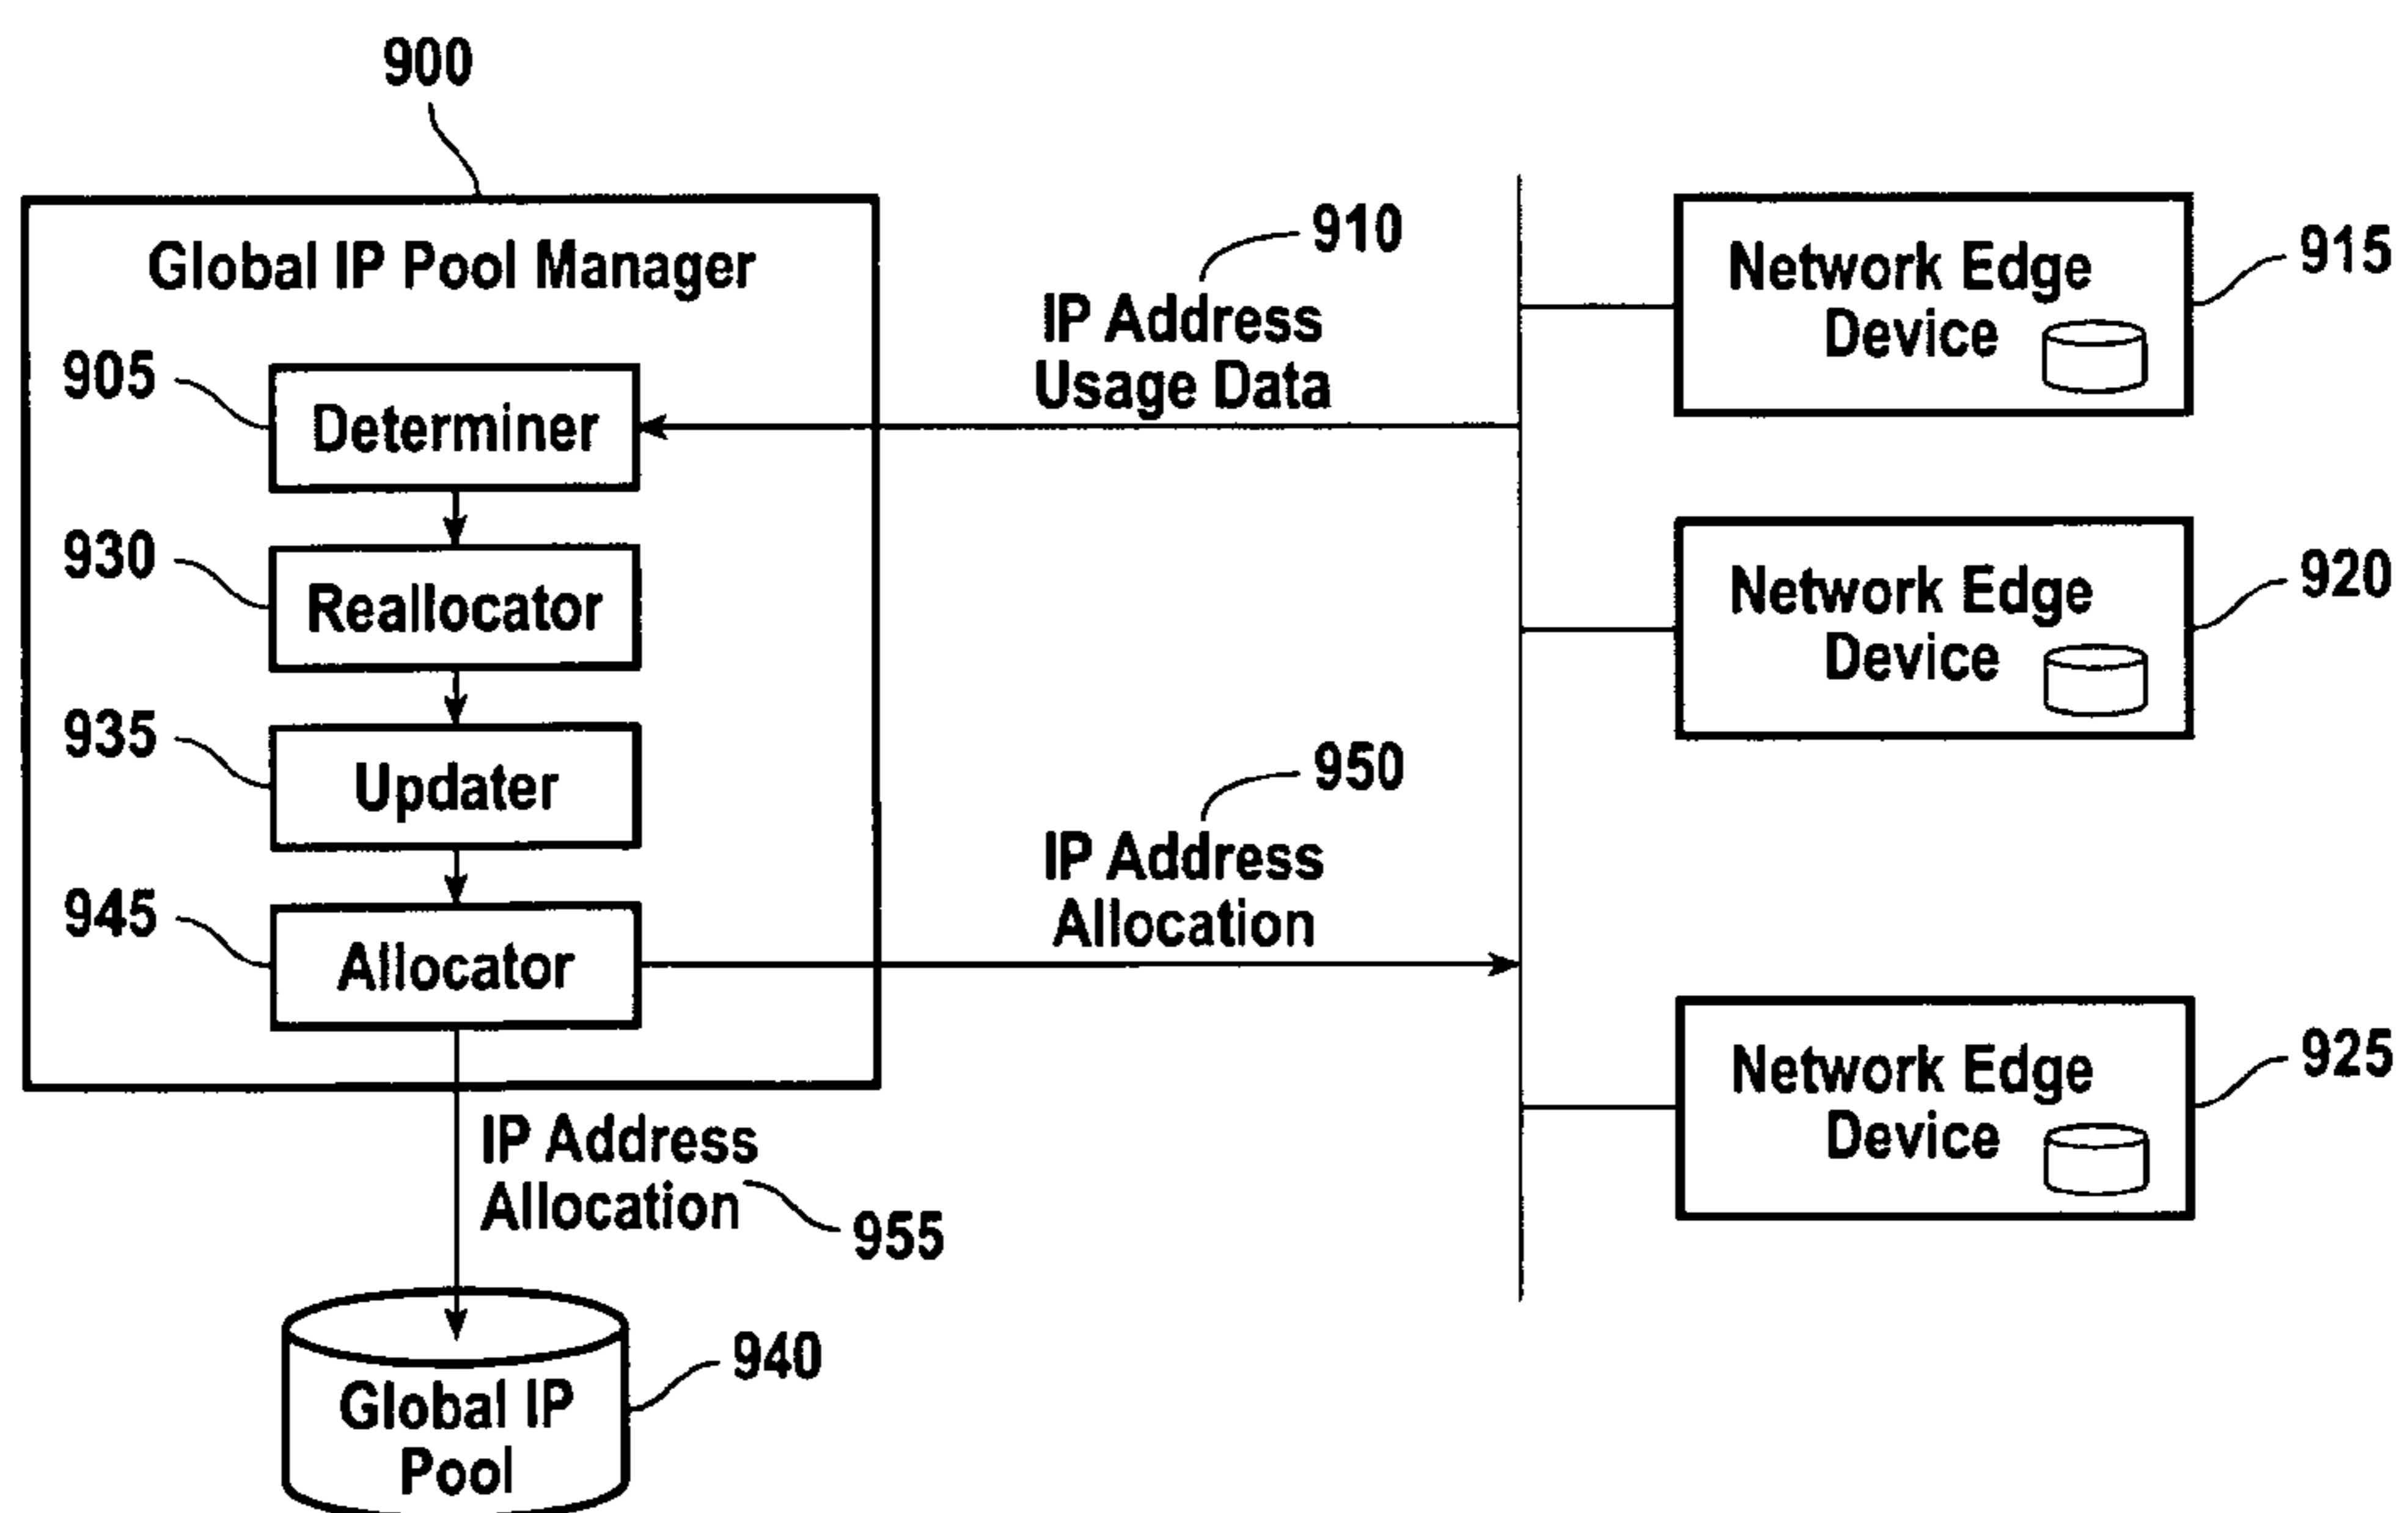 900
Global IP Pool Manager
905
Determiner
930
Reallocator
935
Updater
945
Allocator
910
IP Address
Usage Data
950
IP Address
Allocation
Network Edge
Device
915
Network Edge
Device
920
Network Edge
Device
925
IP Address
Allocation
955
Global IP
Pool
940